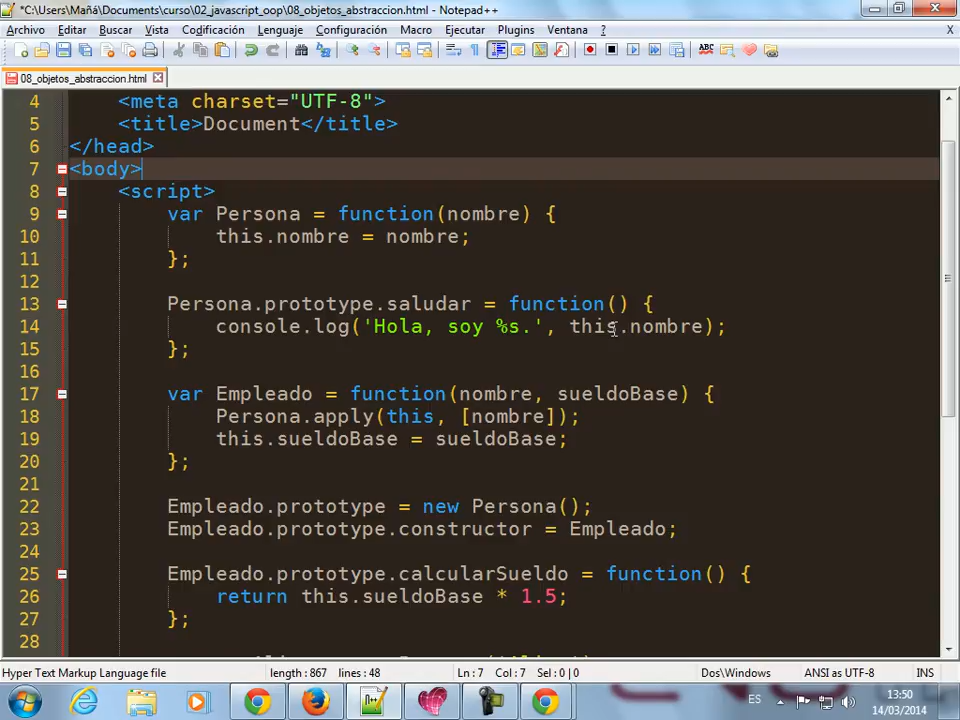 *C:\Users\Mañá\Documents\curso\02_javascript_oop\08_objetos_abstraccion.html - Notepad++
Archivo Editar Buscar Vista Codificación Lenguaje Configuración Macro Ejecutar Plugins Ventana ? X
08_objetos_abstraccion.html
4 <meta charset="UTF-8">
5 <title>Document</title>
6 </head>
7 <body>
8 <script>
9 var Persona = function(nombre) {
10 this.nombre = nombre;
11 };
12
13 Persona.prototype.saludar = function() {
14 console.log('Hola, soy %s.', this.nombre);
15 };
16
17 var Empleado = function(nombre, sueldoBase) {
18 Persona.apply(this, [nombre]);
19 this.sueldoBase = sueldoBase;
20 };
21
22 Empleado.prototype = new Persona();
23 Empleado.prototype.constructor = Empleado;
24
25 Empleado.prototype.calcularSueldo = function() {
26 return this.sueldoBase * 1.5;
27 };
28
Hyper Text Markup Language file length : 867 lines : 48 Ln : 7 Col : 7 Sel : 0 | 0 Dos\Windows ANSI as UTF-8 INS
ES 13:50
14/03/2014